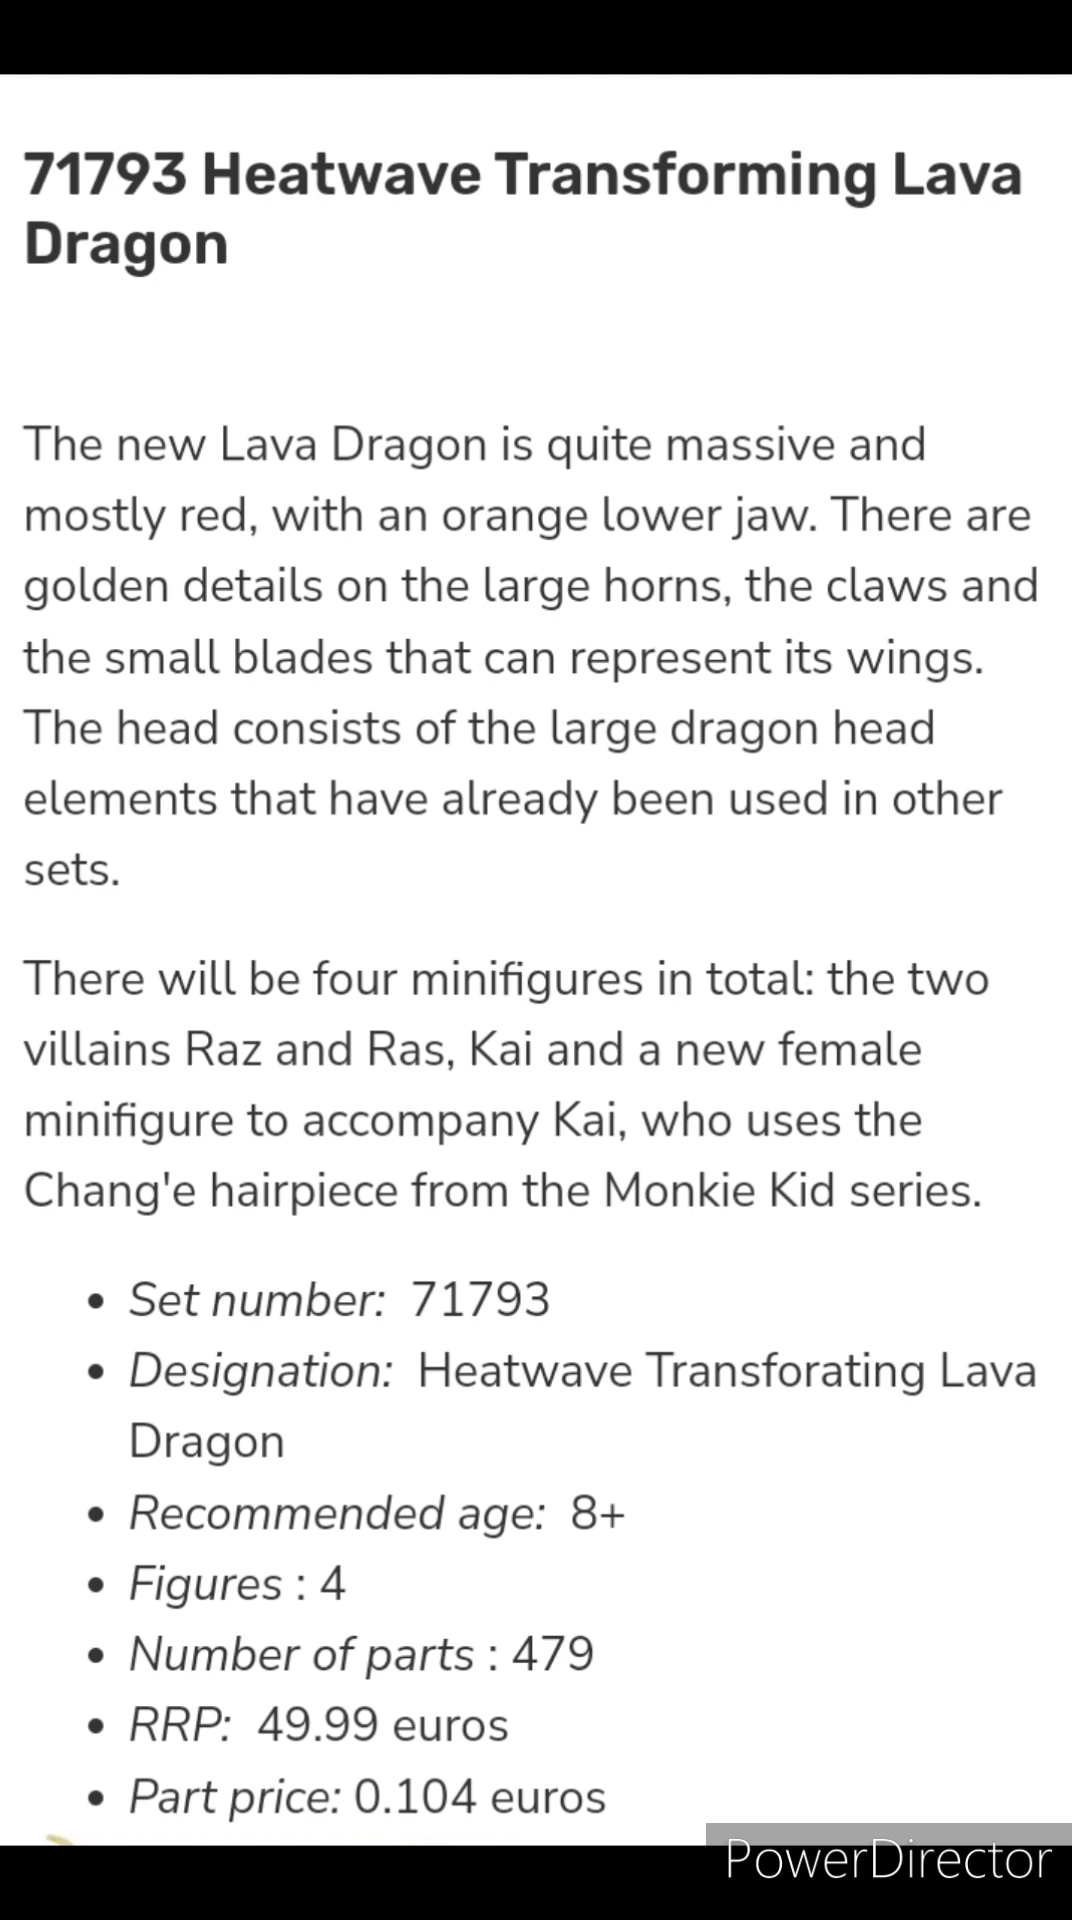 71793 Heatwave Transforming Lava
Dragon
The new Lava Dragon is quite massive and
mostly red, with an orange lower jaw. There are
golden details on the large horns, the claws and
the small blades that can represent its wings.
The head consists of the large dragon head
elements that have already been used in other
sets.
There will be four minifigures in total: the two
villains Raz and Ras, Kai and a new female
minifigure to accompany Kai, who uses the
Chang'e hairpiece from the Monkie Kid series.
• Set number: 71793
• Designation: Heatwave Transforating Lava
Dragon
• Recommended age: 8+
• Figures : 4
• Number of parts : 479
• RRP: 49.99 euros
• Part price: 0.104 euros
PowerDirector